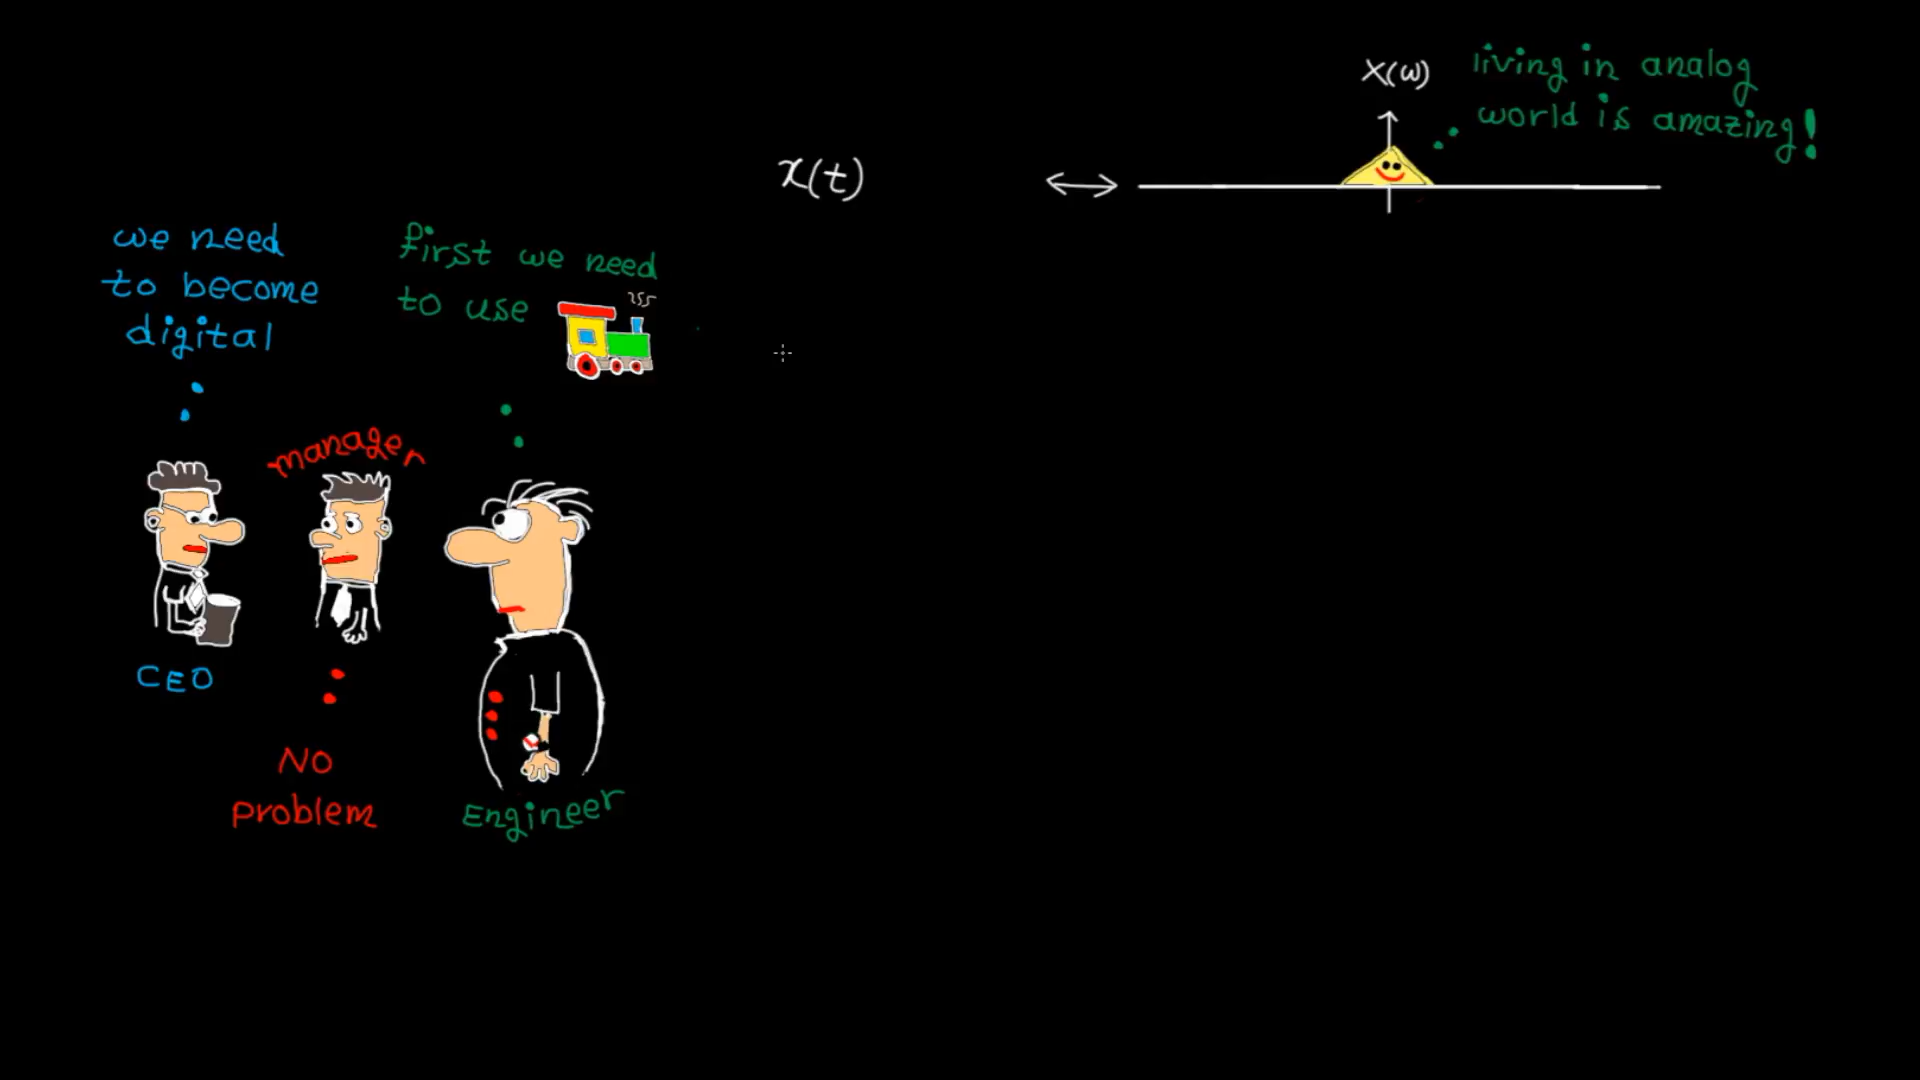 X(ω)
living in analog
world is amazing!
x(t)
we need
to become
digital
first we need
to use
manager
CEO
NO
problem
Engineer